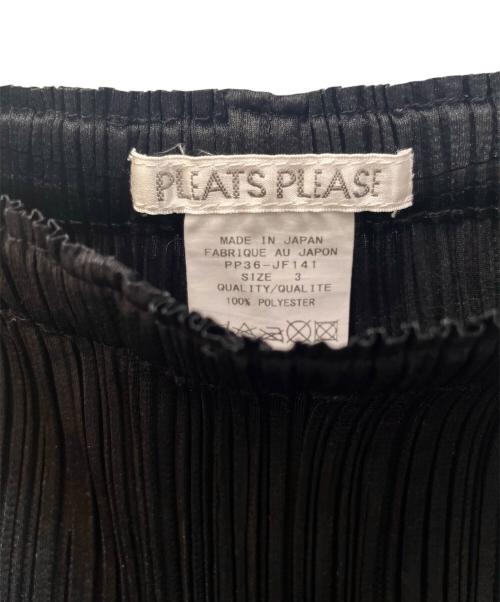 PLEATS PLEASE
MADE IN JAPAN
FABRIQUE AU JAPON
PP36-JF141
SIZE 3
QUALITY/QUALITE
100% POLYESTER